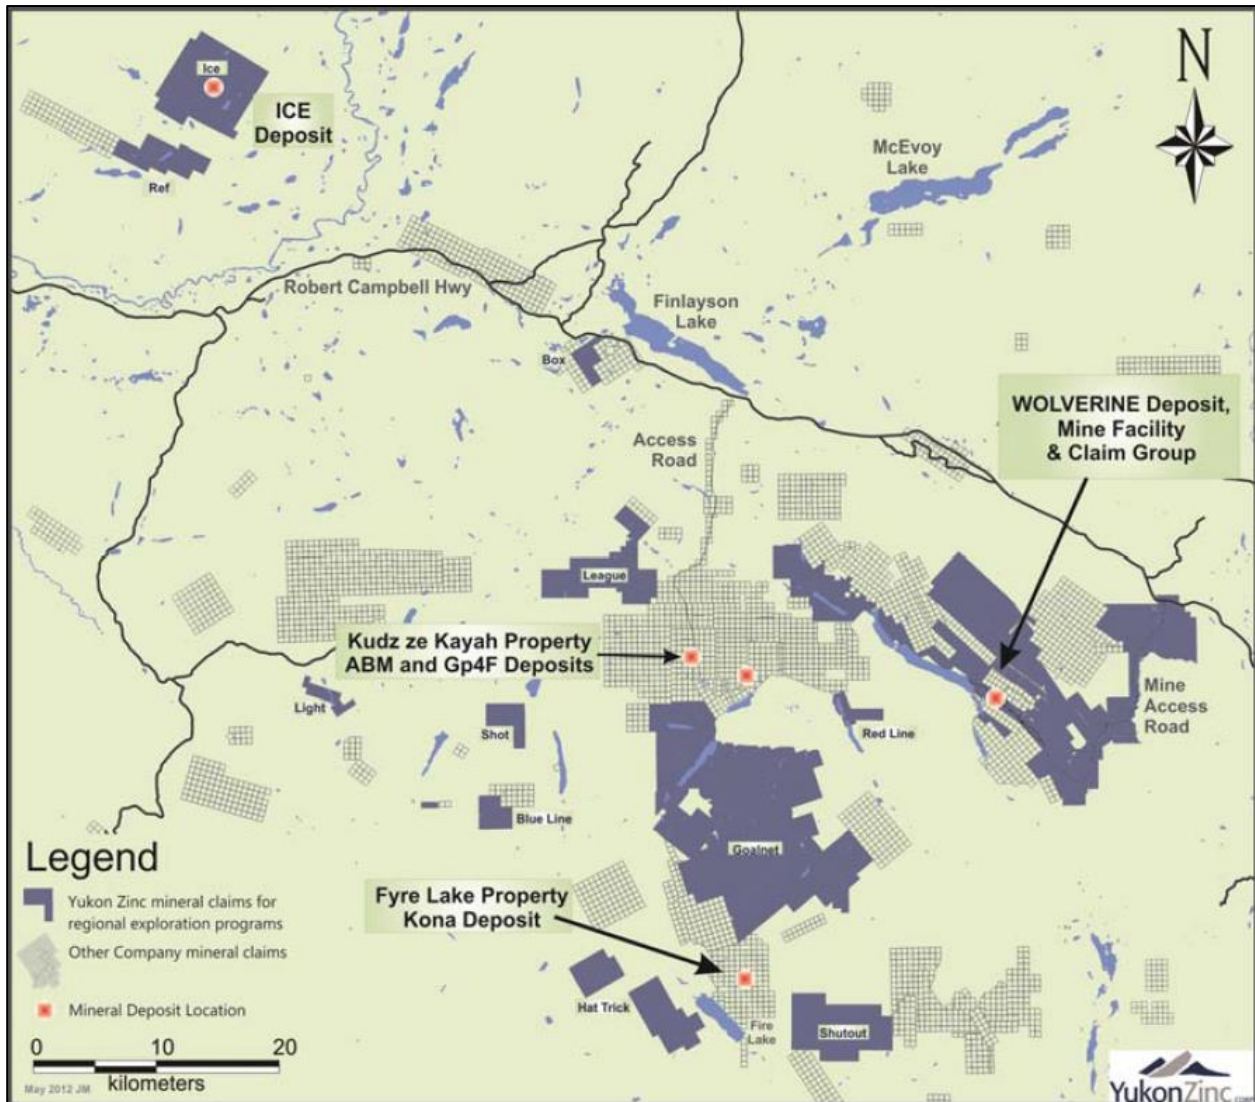 Ice
ICE
Deposit
Ref
N
McEvoy
Lake
Robert Campbell Hwy
Finlayson
Lake
Box
WOLVERINE Deposit,
Mine Facility
& Claim Group
Access
Road
League
Kudz ze Kayah Property
ABM and Gp4F Deposits
Light
Shot
Red Line
Mine
Access
Road
Blue Line
Goalnet
Legend
Yukon Zinc mineral claims for
regional exploration programs
Other Company mineral claims
Mineral Deposit Location
Fyre Lake Property
Kona Deposit
Hat Trick
Fire
Lake
Shutout
0 10 20
kilometers
May 2012 JM
YukonZinc